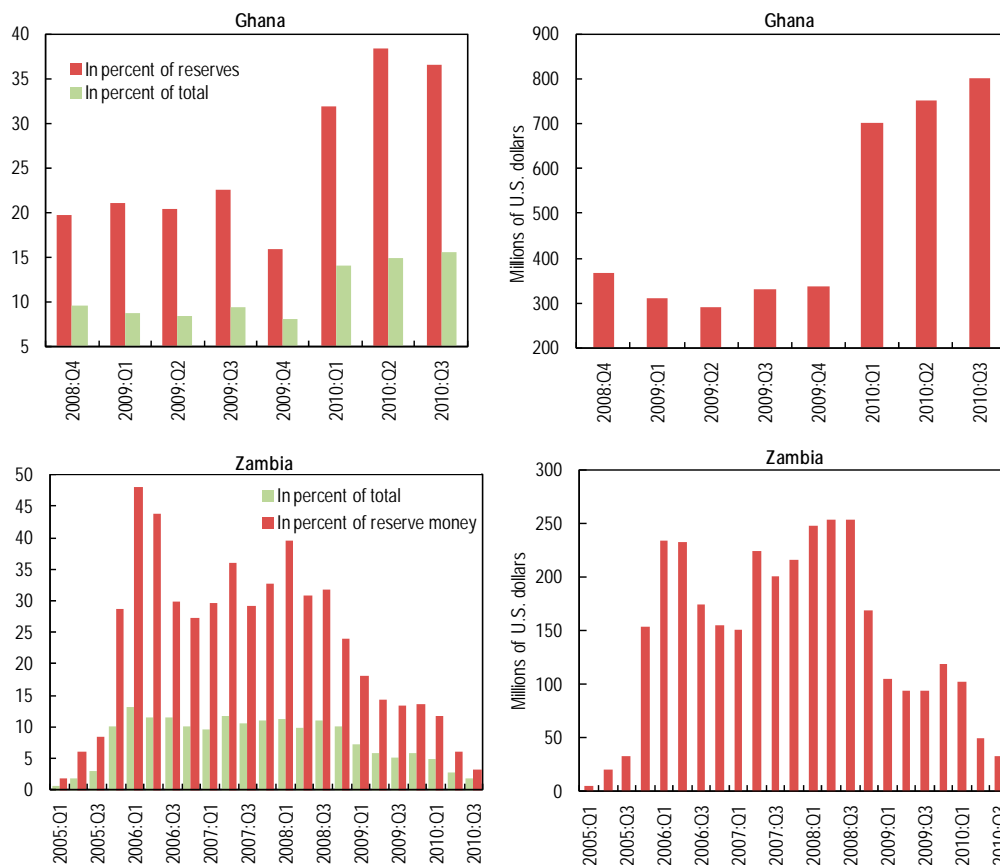 Ghana
40
35
30
25
20
15
10
5
In percent of reserves
In percent of total
2008:Q4
2009:Q1
2009:Q2
2009:Q3
2009:Q4
2010:Q1
2010:Q2
2010:Q3
Ghana
Millions of U.S. dollars
900
800
700
600
500
400
300
200
2008:Q4
2009:Q1
2009:Q2
2009:Q3
2009:Q4
2010:Q1
2010:Q2
2010:Q3
Zambia
50
45
40
35
30
25
20
15
10
5
0
In percent of total
In percent of reserve money
2005:Q1
2005:Q3
2006:Q1
2006:Q3
2007:Q1
2007:Q3
2008:Q1
2008:Q3
2009:Q1
2009:Q3
2010:Q1
2010:Q3
Zambia
Millions of U.S. dollars
300
250
200
150
100
50
0
2005:Q1
2005:Q3
2006:Q1
2006:Q3
2007:Q1
2007:Q3
2008:Q1
2008:Q3
2009:Q1
2009:Q3
2010:Q1
2010:Q3